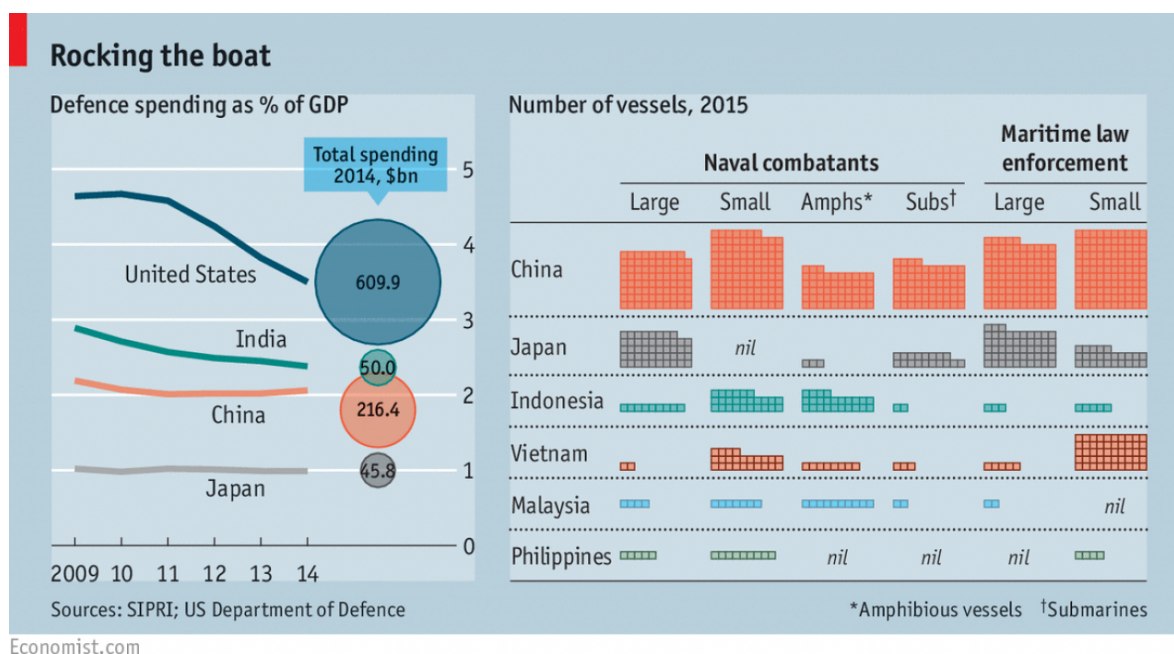 Rocking the boat
Defence spending as % of GDP
Total spending
2014, $bn
5
4
3
2
1
0
United States
India
China
Japan
609.9
50.0
216.4
45.8
2009 10 11 12 13 14
Sources: SIPRI; US Department of Defence
Number of vessels, 2015
Naval combatants
Maritime law
enforcement
Large Small Amphs* Subs† Large Small
China
Japan nil
Indonesia
Vietnam
Malaysia nil
Philippines nil nil nil
*Amphibious vessels †Submarines
Economist.com